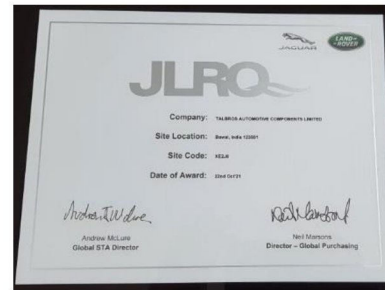 JAGUAR
LAND-
-ROVER
JLRQ
Company: TALBROS AUTOMOTIVE COMPONENTS LIMITED
Site Location: Bawal, India 123501
Site Code:
Date of Award:
Andrew McLure
Global STA Director
Neil
Director – Global Purchasing